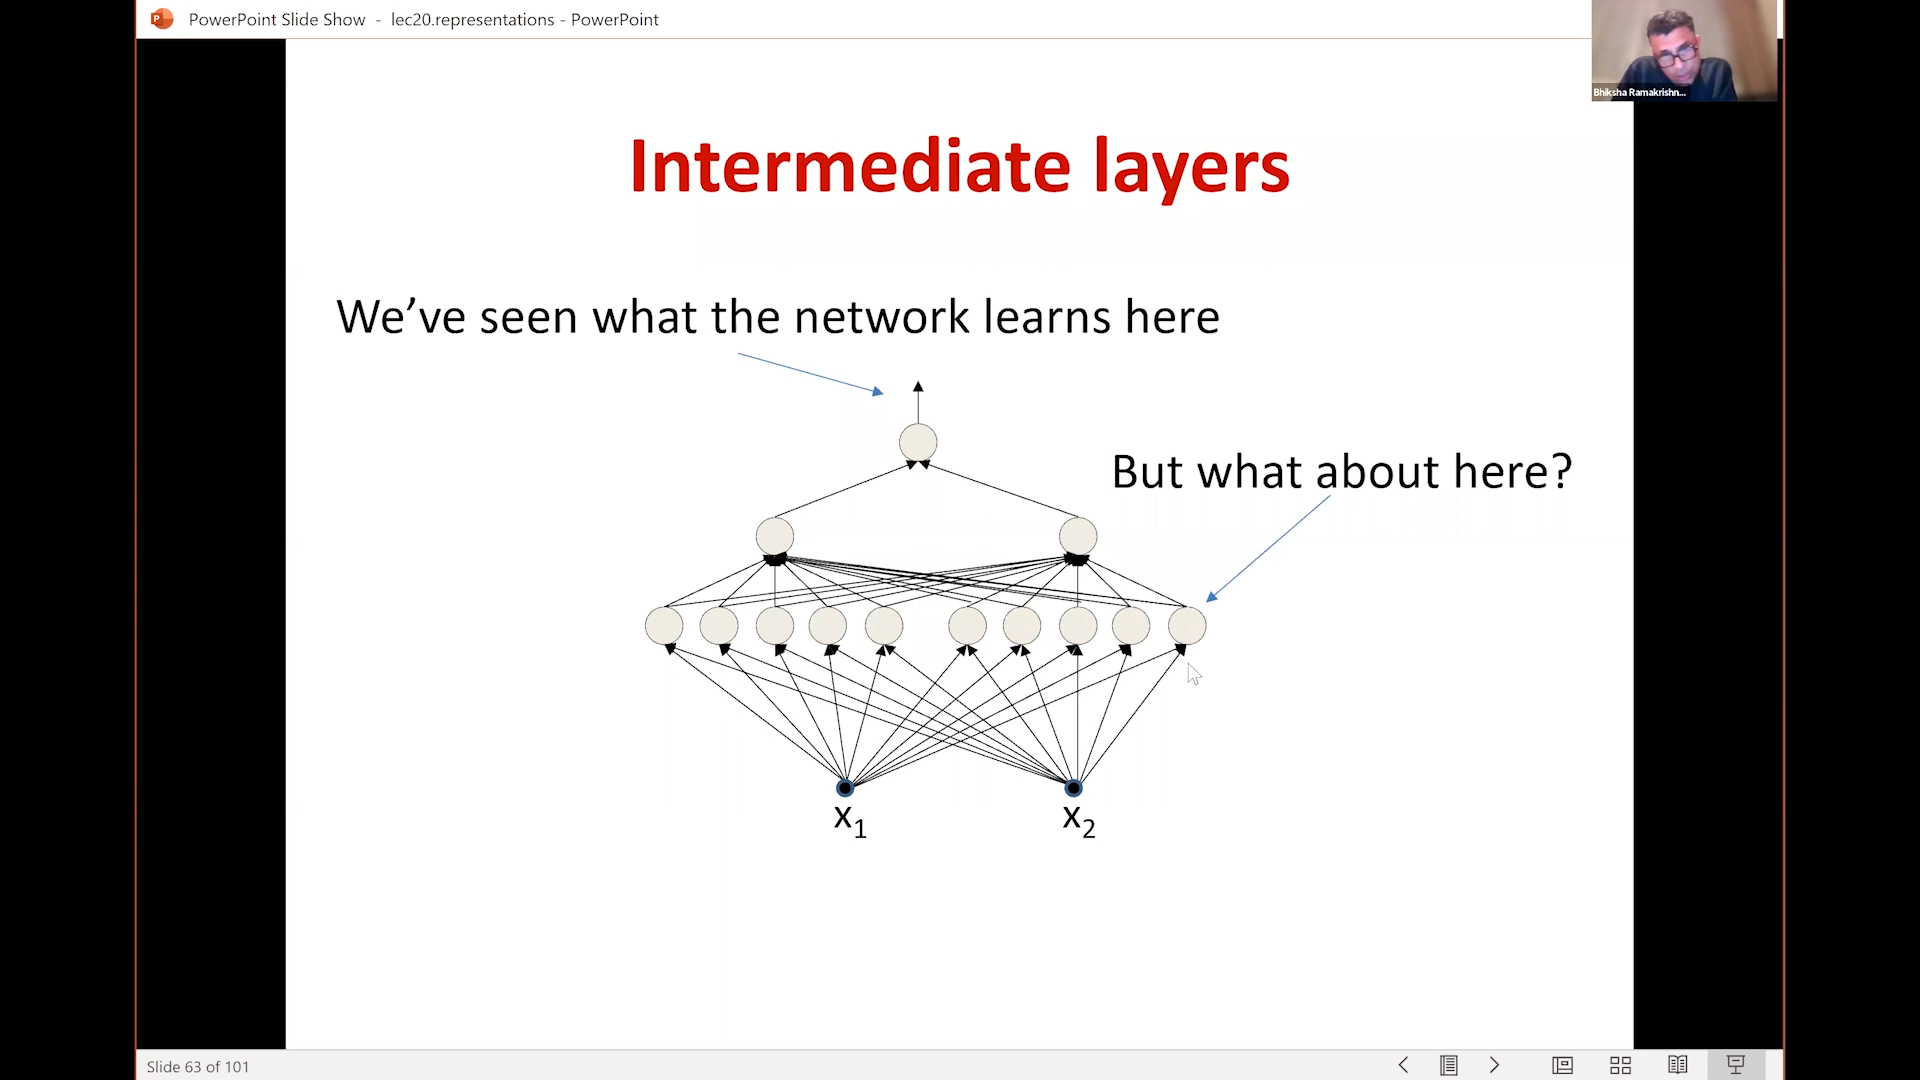 PowerPoint Slide Show - lec20.representations - PowerPoint
Bhiksha Ramakrishn...
Intermediate layers
We've seen what the network learns here
But what about here?
x1 x2
Slide 63 of 101